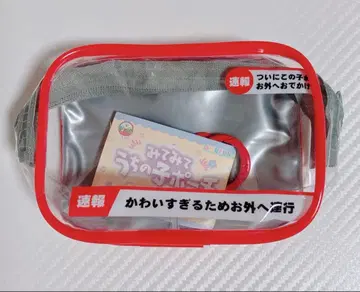 速報
ついにこの子が
お外へおでかけ
みてみて
うちの子ポーチ
速報
かわいすぎるためお外へ連行